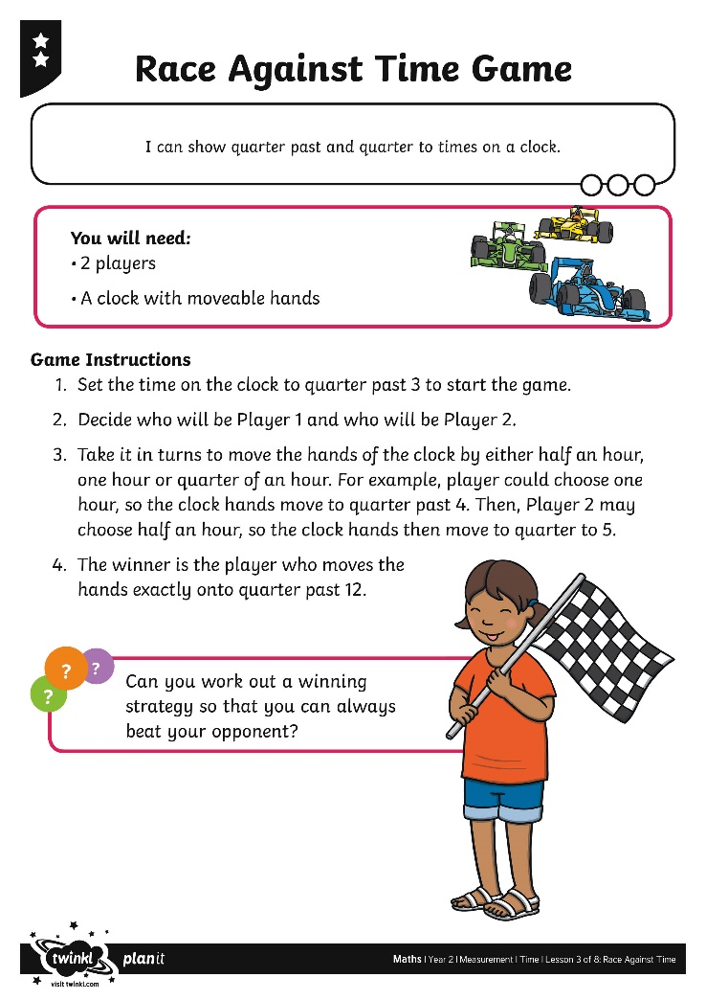 Race Against Time Game
I can show quarter past and quarter to times on a clock.
You will need:
• 2 players
• A clock with moveable hands
Game Instructions
1. Set the time on the clock to quarter past 3 to start the game.
2. Decide who will be Player 1 and who will be Player 2.
3. Take it in turns to move the hands of the clock by either half an hour,
one hour or quarter of an hour. For example, player could choose one
hour, so the clock hands move to quarter past 4. Then, Player 2 may
choose half an hour, so the clock hands then move to quarter to 5.
4. The winner is the player who moves the
hands exactly onto quarter past 12.
? ? ?
Can you work out a winning
strategy so that you can always
beat your opponent?
twinkl planit
visit twinkl.com
Maths | Year 2 | Measurement | Time | Lesson 3 of 8: Race Against Time